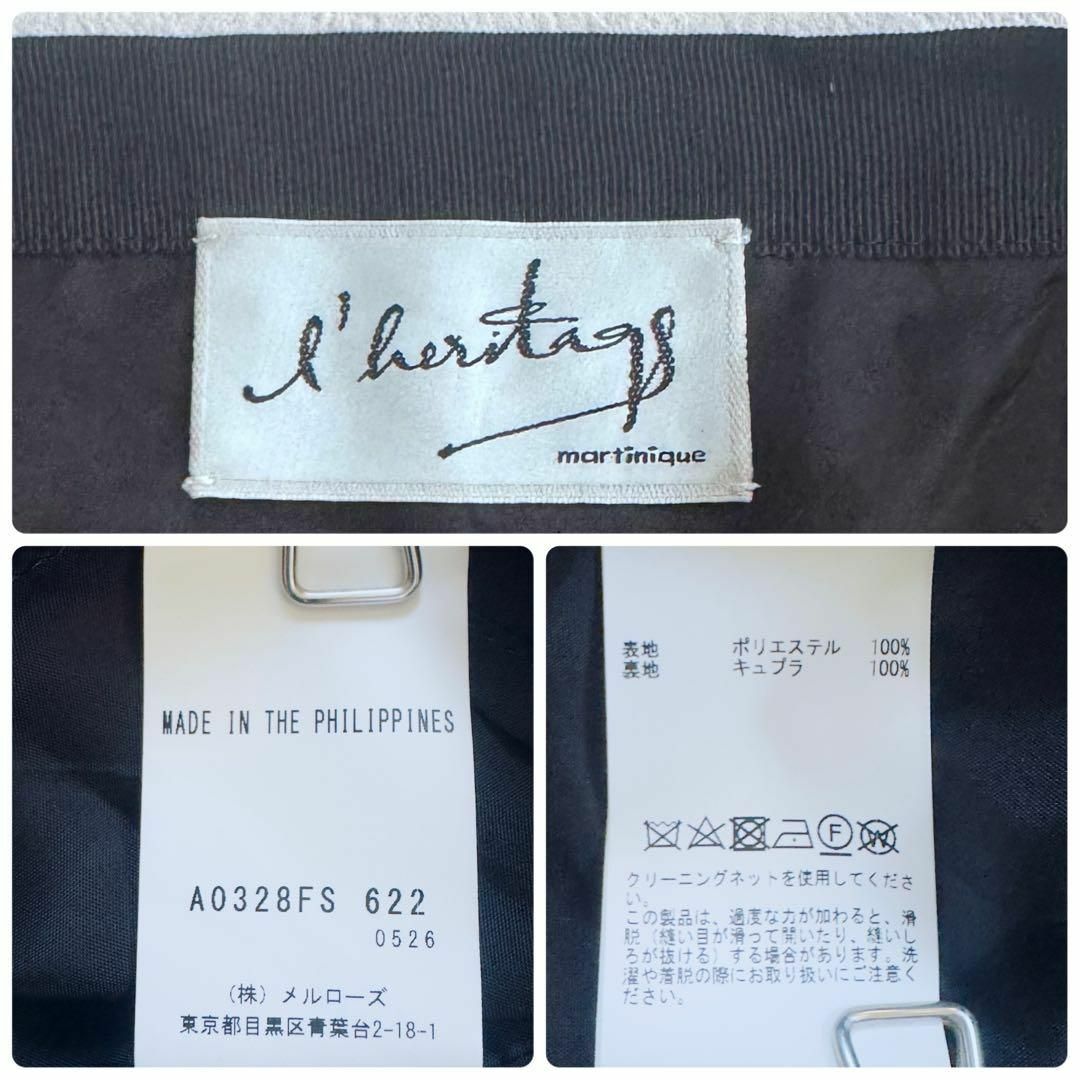 l'heritage
martinique
MADE IN THE PHILIPPINES
A0328FS 622
0526
(株) メルローズ
東京都目黒区青葉台2-18-1
表地 ポリエステル 100%
裏地 キュプラ 100%
F W
クリーニングネットを使用してくださ
い。
この製品は、過度な力が加わると、滑
脱(縫い目が滑って開いたり、縫いし
ろが抜ける)する場合があります。洗
濯や着脱の際にお取り扱いにご注意く
ださい。